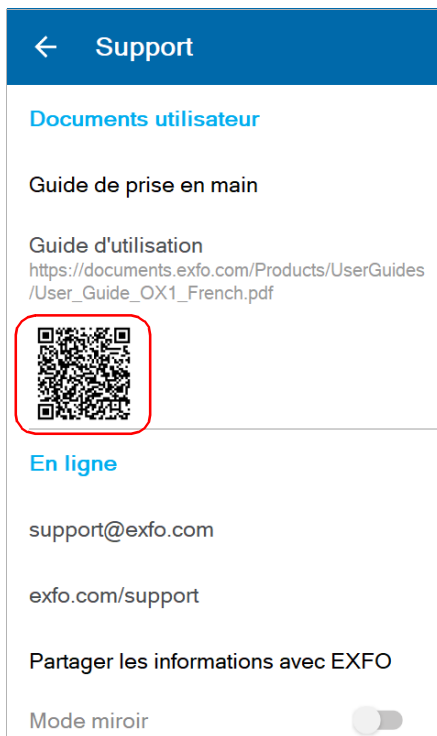 Support
Documents utilisateur
Guide de prise en main
Guide d'utilisation
https://documents.exfo.com/Products/UserGuides
/User_Guide_OX1_French.pdf
En ligne
support@exfo.com
exfo.com/support
Partager les informations avec EXFO
Mode miroir